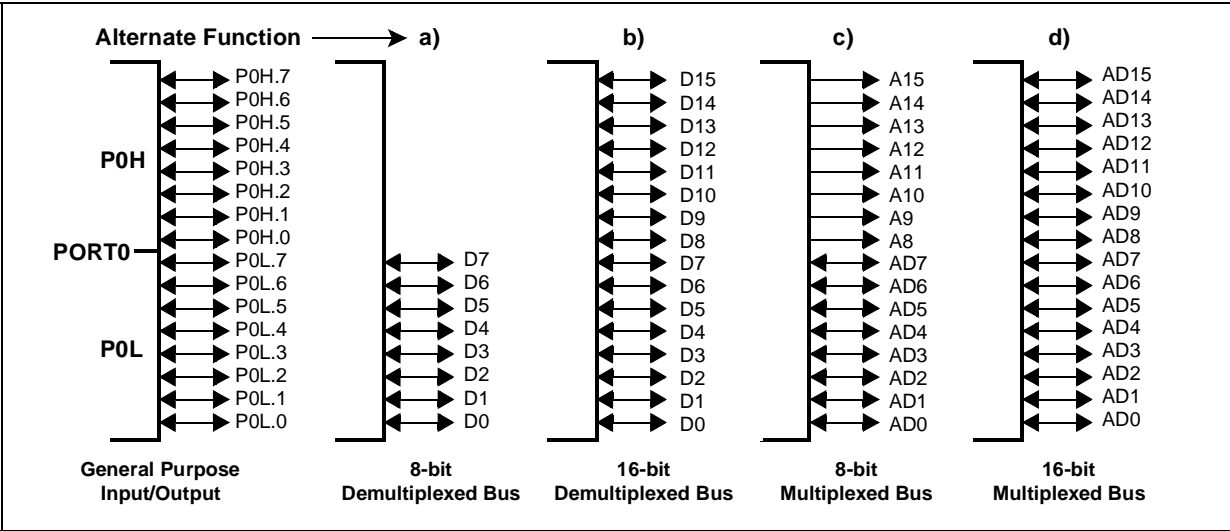 Alternate Function a) b) c) d)
P0H.7 D15 A15 AD15
P0H.6 D14 A14 AD14
P0H.5 D13 A13 AD13
P0H.4 D12 A12 AD12
P0H
P0H.3 D11 A11 AD11
P0H.2 D10 A10 AD10
P0H.1 D9 A9 AD9
P0H.0 D8 A8 AD8
PORT0
P0L.7 D7 D7 AD7 AD7
P0L.6 D6 D6 AD6 AD6
P0L.5 D5 D5 AD5 AD5
P0L.4 D4 D4 AD4 AD4
P0L
P0L.3 D3 D3 AD3 AD3
P0L.2 D2 D2 AD2 AD2
P0L.1 D1 D1 AD1 AD1
P0L.0 D0 D0 AD0 AD0
General Purpose 8-bit 16-bit 8-bit 16-bit
Input/Output Demultiplexed Bus Demultiplexed Bus Multiplexed Bus Multiplexed Bus